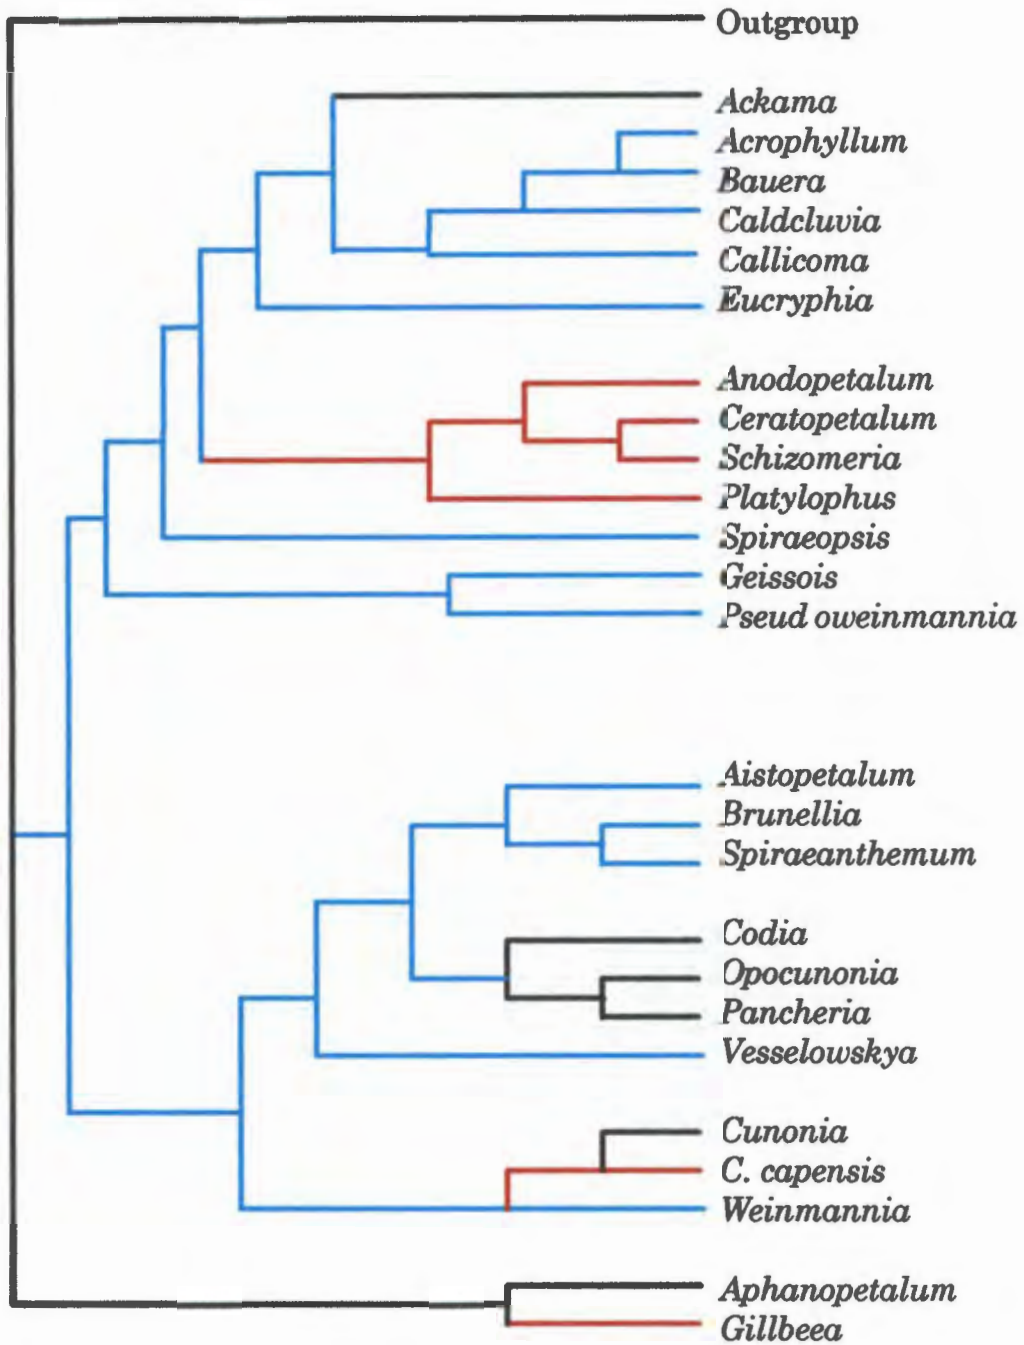 Outgroup
Ackama
Acrophyllum
Bauera
Caldcluvia
Callicoma
Eucryphia
Anodopetalum
Ceratopetalum
Schizomeria
Platylophus
Spiraeopsis
Geissois
Pseud oweinmannia
Aistopetalum
Brunellia
Spiraeanthemum
Codia
Opocunonia
Pancheria
Vesselowskya
Cunonia
C. capensis
Weinmannia
Aphanopetalum
Gillbeea